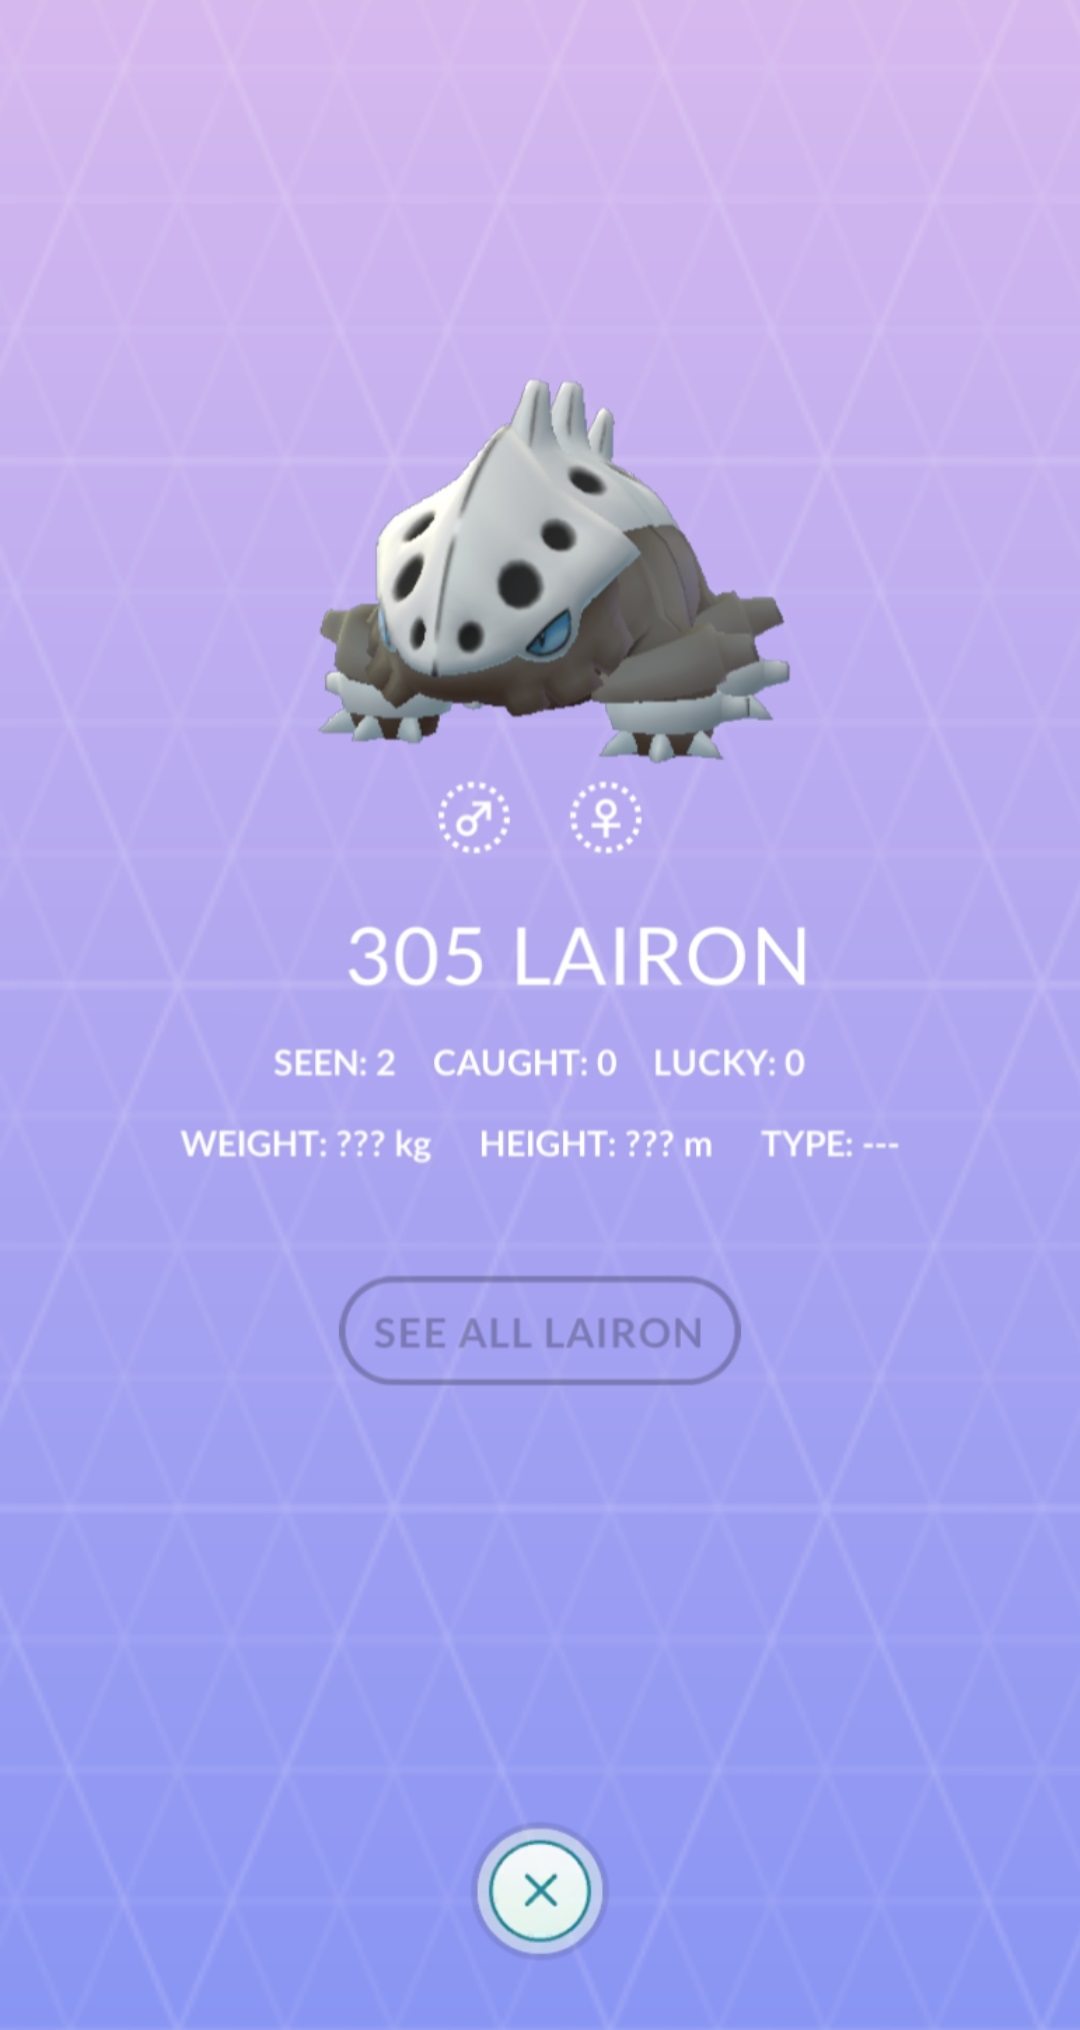 ♂ ♀
305 LAIRON
SEEN: 2 CAUGHT: 0 LUCKY: 0
WEIGHT: ??? kg HEIGHT: ??? m TYPE: ---
SEE ALL LAIRON